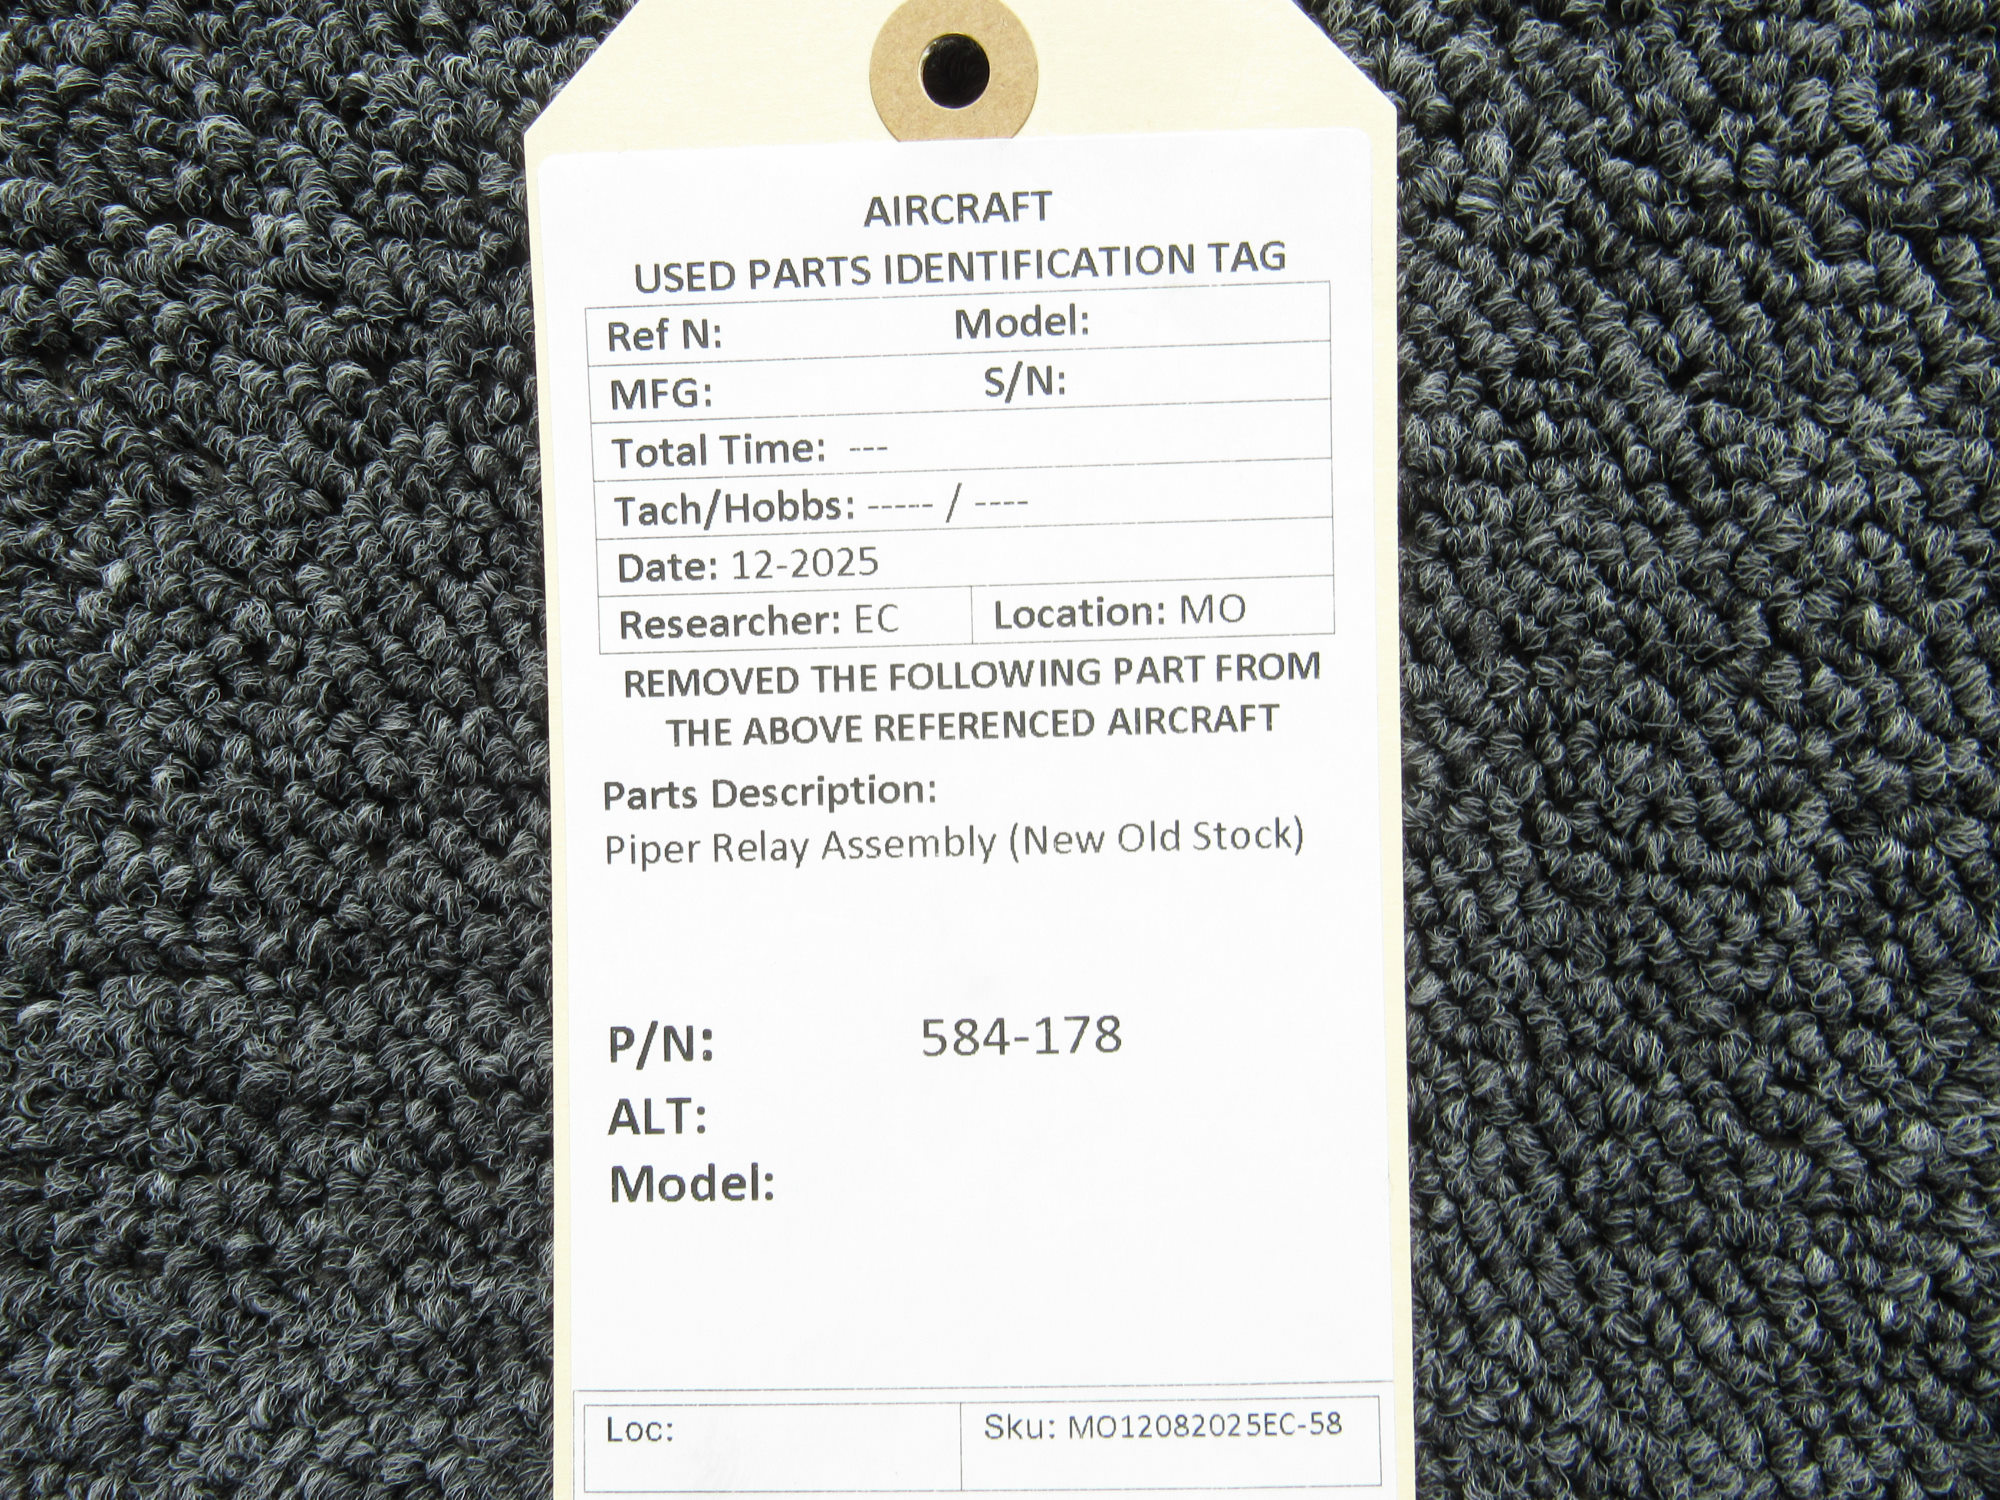 AIRCRAFT
USED PARTS IDENTIFICATION TAG
Ref N: Model:
MFG: S/N:
Total Time: ---
Tach/Hobbs: ----- / ----
Date: 12-2025
Researcher: EC Location: MO
REMOVED THE FOLLOWING PART FROM
THE ABOVE REFERENCED AIRCRAFT
Parts Description:
Piper Relay Assembly (New Old Stock)
P/N: 584-178
ALT:
Model:
Loc: Sku: MO12082025EC-58